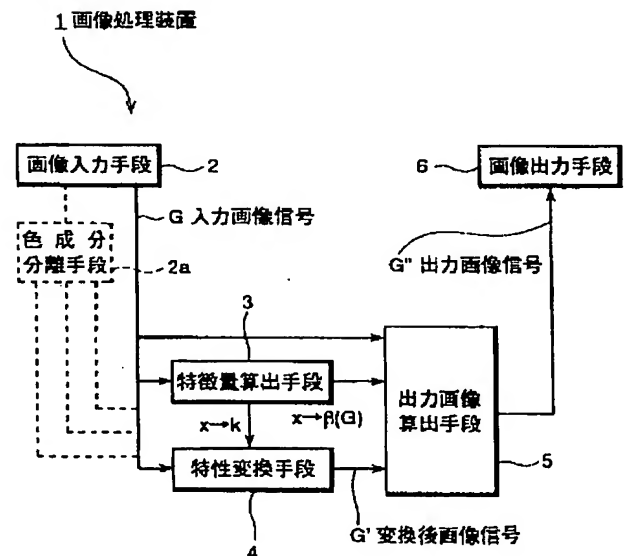 1 画像処理装置
画像入力手段
2
6
画像出力手段
G 入力画像信号
色成分
分離手段
2a
G" 出力画像信号
3
特徴量算出手段
x→k
x→β(G)
出力画像
算出手段
特性変換手段
5
G' 変換後画像信号
4